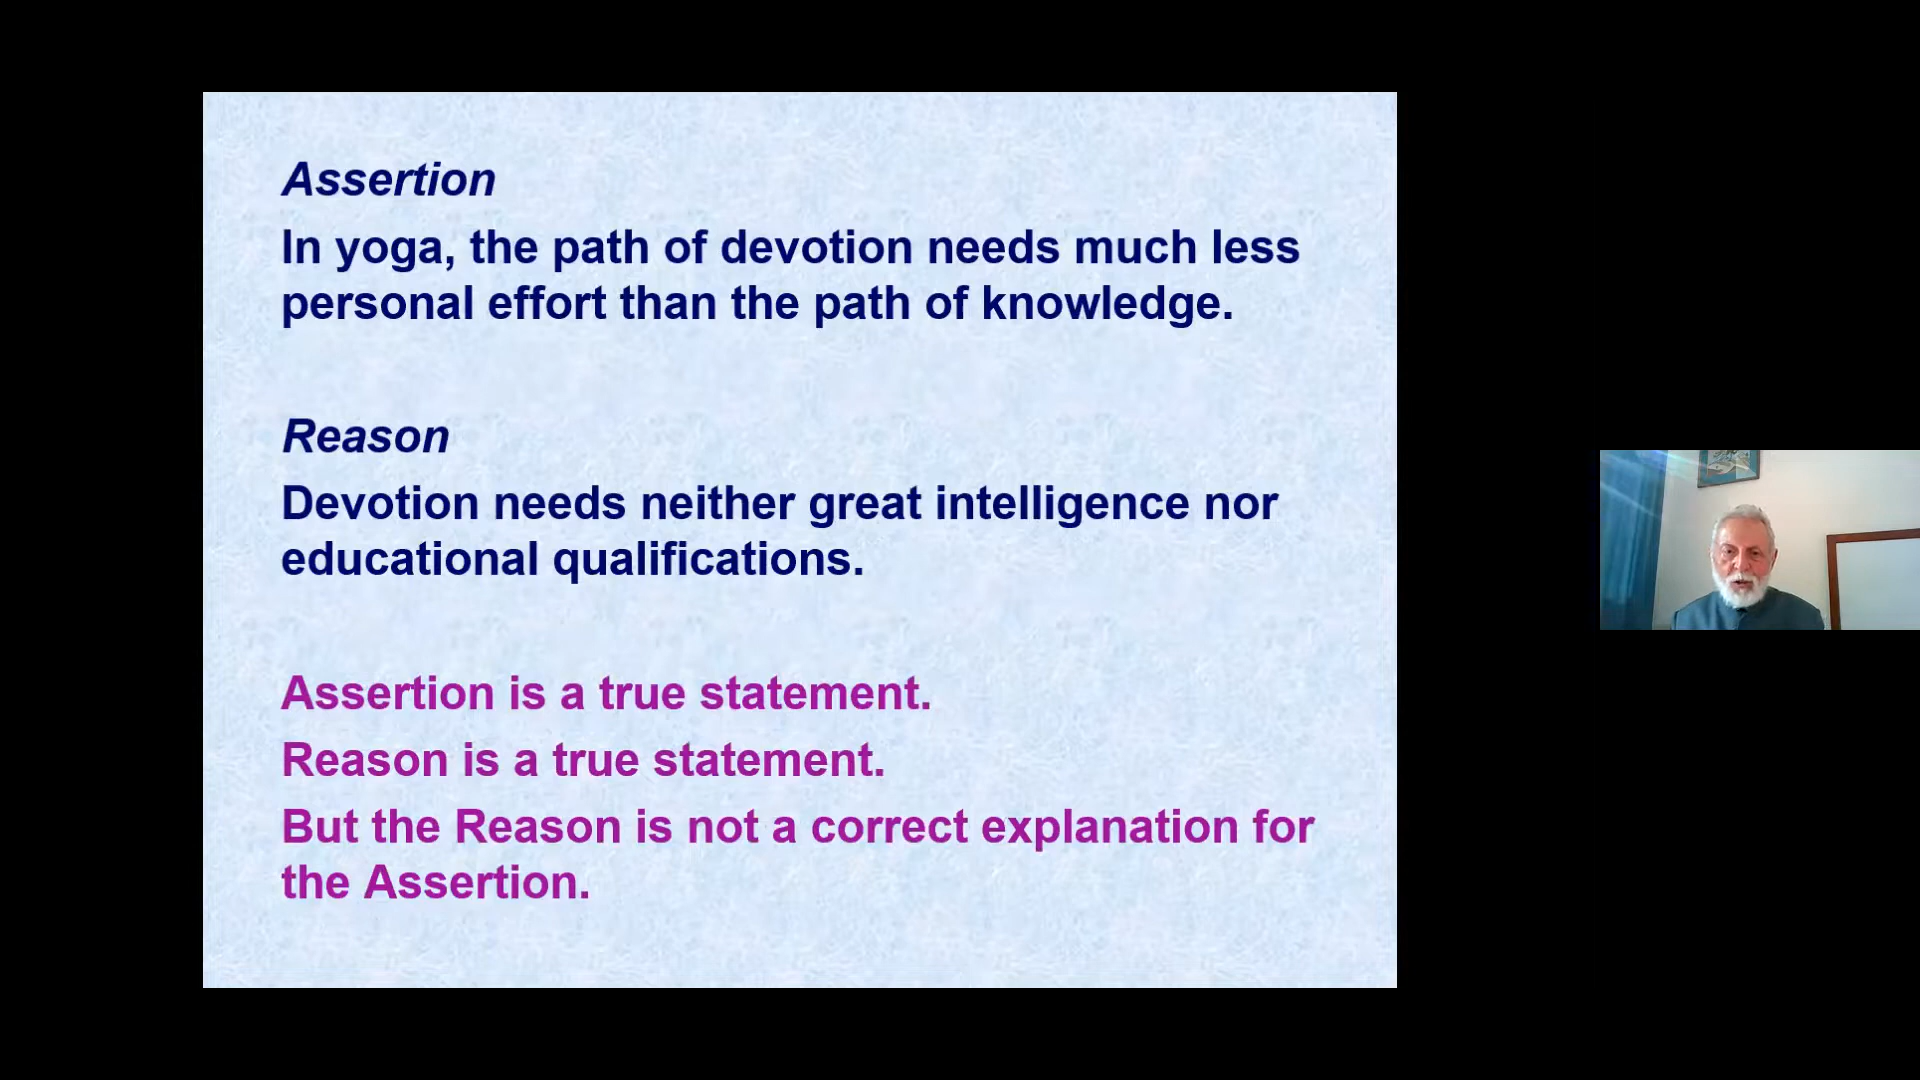 Assertion
In yoga, the path of devotion needs much less
personal effort than the path of knowledge.
Reason
Devotion needs neither great intelligence nor
educational qualifications.
Assertion is a true statement.
Reason is a true statement.
But the Reason is not a correct explanation for
the Assertion.